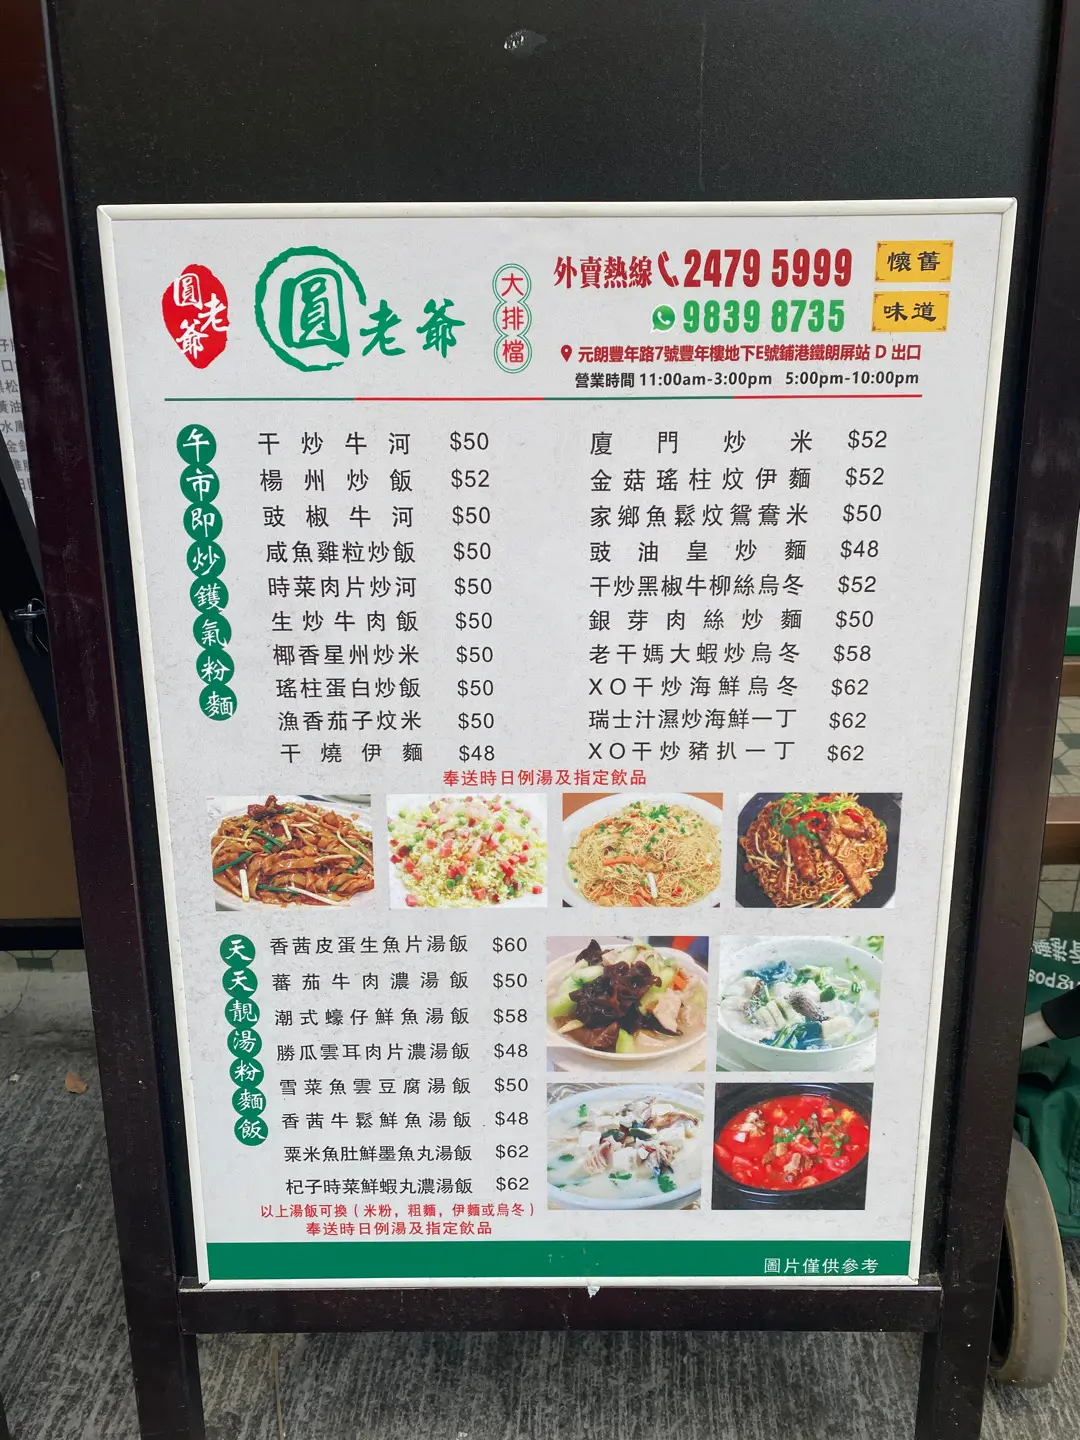 圓老爺
圓老爺
大排檔
外賣熱線 2479 5999
9839 8735
懷舊
味道
元朗豐年路7號豐年樓地下E號鋪港鐵朗屏站 D 出口
營業時間 11:00am-3:00pm 5:00pm-10:00pm
午市即炒鑊氣粉麵
干炒牛河 $50
楊州炒飯 $52
豉椒牛河 $50
咸魚雞粒炒飯 $50
時菜肉片炒河 $50
生炒牛肉飯 $50
椰香星州炒米 $50
瑤柱蛋白炒飯 $50
漁香茄子炆米 $50
干燒伊麵 $48
廈門炒米 $52
金菇瑤柱炆伊麵 $52
家鄉魚鬆炆鴛鴦米 $50
豉油皇炒麵 $48
干炒黑椒牛柳絲烏冬 $52
銀芽肉絲炒麵 $50
老干媽大蝦炒烏冬 $58
XO干炒海鮮烏冬 $62
瑞士汁濕炒海鮮一丁 $62
XO干炒豬扒一丁 $62
奉送時日例湯及指定飲品
天天靚湯粉麵飯
香茜皮蛋生魚片湯飯 $60
蕃茄牛肉濃湯飯 $50
潮式蠔仔鮮魚湯飯 $58
勝瓜雲耳肉片濃湯飯 $48
雪菜魚雲豆腐湯飯 $50
香茜牛鬆鮮魚湯飯 $48
粟米魚肚鮮墨魚丸湯飯 $62
杞子時菜鮮蝦丸濃湯飯 $62
以上湯飯可換（米粉，粗麵，伊麵或烏冬）
奉送時日例湯及指定飲品
圖片僅供參考